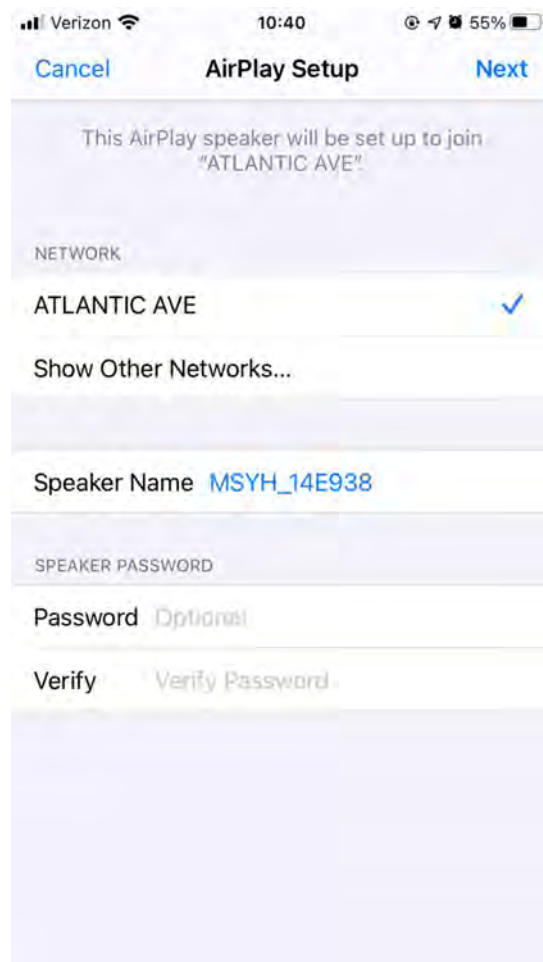 Verizon 10:40 55%
Cancel AirPlay Setup Next
This AirPlay speaker will be set up to join
"ATLANTIC AVE".
NETWORK
ATLANTIC AVE
Show Other Networks...
Speaker Name MSYH_14E938
SPEAKER PASSWORD
Password Optional
Verify Verify Password